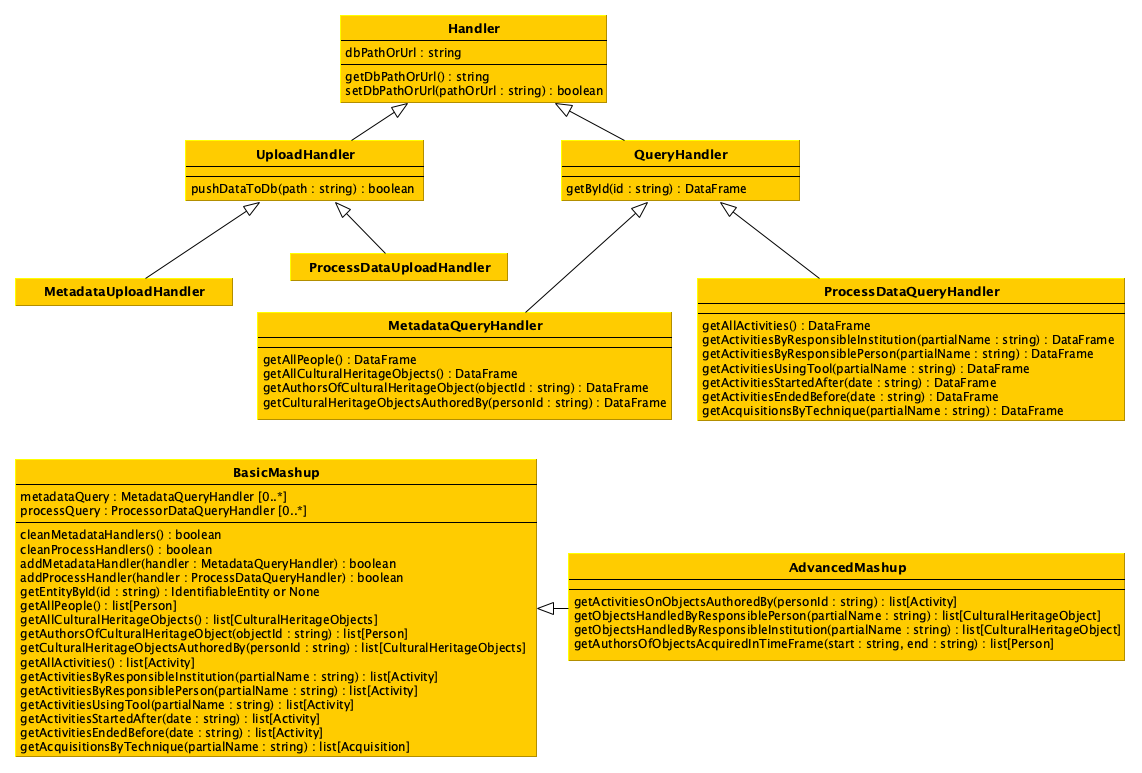 Handler
dbPathOrUrl : string
getDbPathOrUrl() : string
setDbPathOrUrl(pathOrUrl : string) : boolean
UploadHandler
pushDataToDb(path : string) : boolean
QueryHandler
getById(id : string) : DataFrame
MetadataUploadHandler
ProcessDataUploadHandler
MetadataQueryHandler
getAllPeople() : DataFrame
getAllCulturalHeritageObjects() : DataFrame
getAuthorsOfCulturalHeritageObject(objectId : string) : DataFrame
getCulturalHeritageObjectsAuthoredBy(personId : string) : DataFrame
ProcessDataQueryHandler
getAllActivities() : DataFrame
getActivitiesByResponsibleInstitution(partialName : string) : DataFrame
getActivitiesByResponsiblePerson(partialName : string) : DataFrame
getActivitiesUsingTool(partialName : string) : DataFrame
getActivitiesStartedAfter(date : string) : DataFrame
getActivitiesEndedBefore(date : string) : DataFrame
getAcquisitionsByTechnique(partialName : string) : DataFrame
BasicMashup
metadataQuery : MetadataQueryHandler [0..*]
processQuery : ProcessorDataQueryHandler [0..*]
cleanMetadataHandlers() : boolean
cleanProcessHandlers() : boolean
addMetadataHandler(handler : MetadataQueryHandler) : boolean
addProcessHandler(handler : ProcessDataQueryHandler) : boolean
getEntityById(id : string) : IdentifiableEntity or None
getAllPeople() : list[Person]
getAllCulturalHeritageObjects() : list[CulturalHeritageObject]
getAuthorsOfCulturalHeritageObject(objectId : string) : list[Person]
getCulturalHeritageObjectsAuthoredBy(personId : string) : list[CulturalHeritageObjects]
getAllActivities() : list[Activity]
getActivitiesByResponsibleInstitution(partialName : string) : list[Activity]
getActivitiesByResponsiblePerson(partialName : string) : list[Activity]
getActivitiesUsingTool(partialName : string) : list[Activity]
getActivitiesStartedAfter(date : string) : list[Activity]
getActivitiesEndedBefore(date : string) : list[Activity]
getAcquisitionsByTechnique(partialName : string) : list[Acquisition]
AdvancedMashup
getActivitiesOnObjectsAuthoredBy(personId : string) : list[Activity]
getObjectsHandledByResponsiblePerson(partialName : string) : list[CulturalHeritageObject]
getObjectsHandledByResponsibleInstitution(partialName : string) : list[CulturalHeritageObject]
getAuthorsOfObjectsAcquiredInTimeFrame(start : string, end : string) : list[Person]